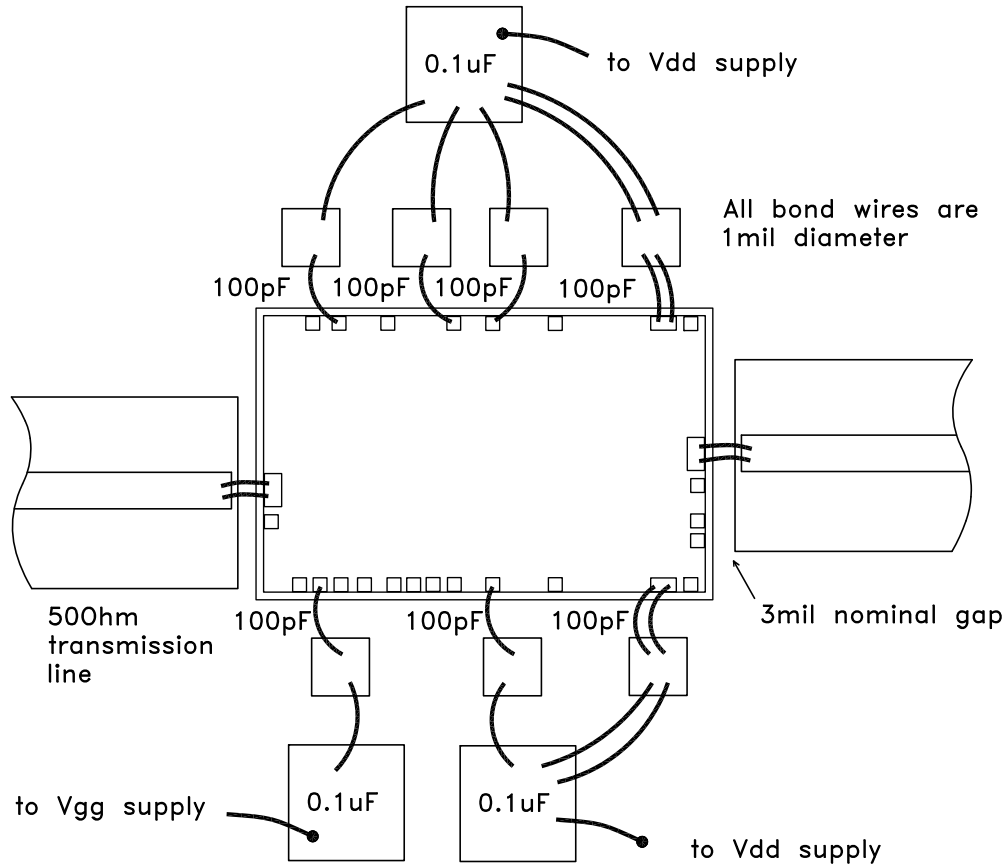 0.1uF
to Vdd supply
All bond wires are
1mil diameter
100pF
100pF
100pF
100pF
3mil nominal gap
50Ohm
transmission
line
100pF
100pF
100pF
0.1uF
0.1uF
to Vgg supply
to Vdd supply